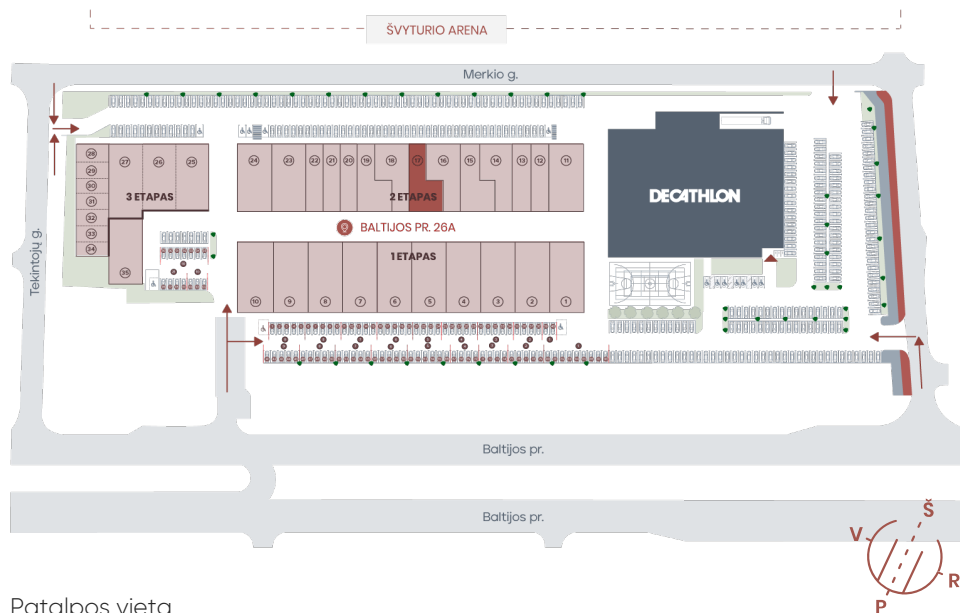 ŠVYTURIO ARENA
Merkio g.
28
29
30
31
32
33
34
27
26
25
3 ETAPAS
35
24
23
22
21
20
19
18
17
16
15
14
13
12
11
2 ETAPAS
DECATHLON
BALTIJOS PR. 26A
1 ETAPAS
10
9
8
7
6
5
4
3
2
1
Tekintojų g.
Baltijos pr.
Baltijos pr.
Š
V
R
P
Patalpos vieta